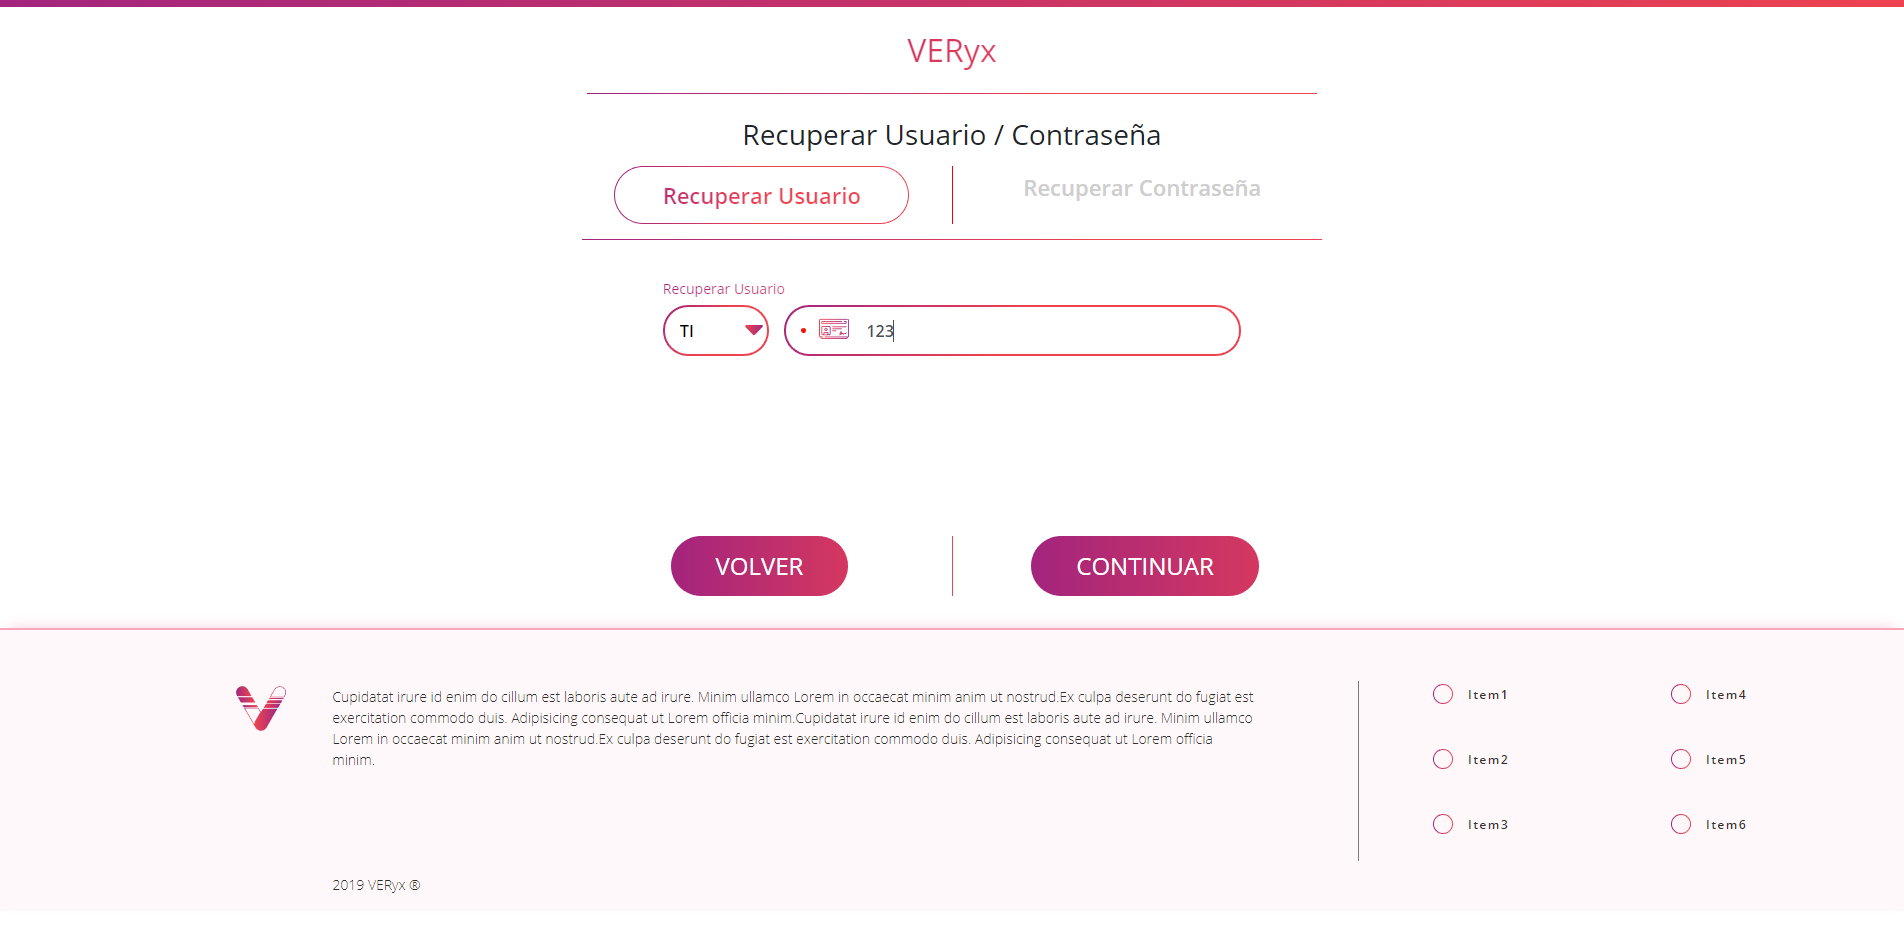 VERyx
Recuperar Usuario / Contraseña
Recuperar Usuario
Recuperar Contraseña
Recuperar Usuario
TI
123
VOLVER
CONTINUAR
Cupidatat irure id enim do cillum est laboris aute ad irure. Minim ullamco Lorem in occaecat minim anim ut nostrud.Ex culpa deserunt do fugiat est
exercitation commodo duis. Adipisicing consequat ut Lorem officia minim.Cupidatat irure id enim do cillum est laboris aute ad irure. Minim ullamco
Lorem in occaecat minim anim ut nostrud.Ex culpa deserunt do fugiat est exercitation commodo duis. Adipisicing consequat ut Lorem officia
minim.
2019 VERyx ®
Item1
Item4
Item2
Item5
Item3
Item6